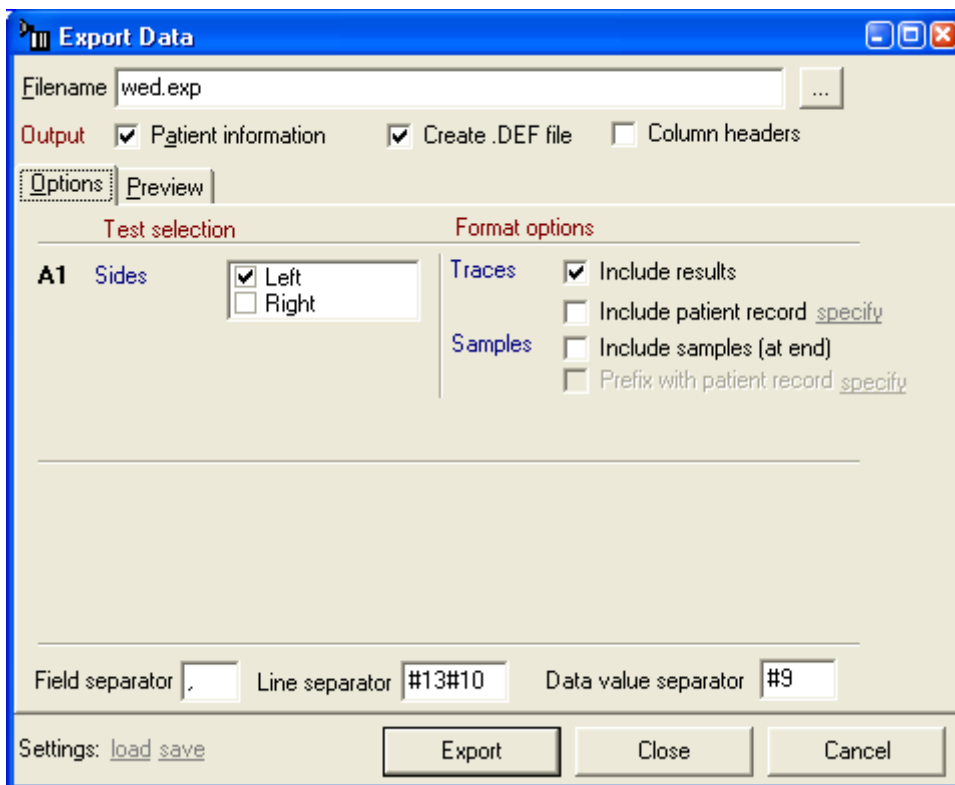 Export Data
Filename wed.exp ...
Output Patient information Create .DEF file Column headers
Options Preview
Test selection Format options
A1 Sides Left Traces Include results
Right Include patient record specify
Samples Include samples (at end)
Prefix with patient record specify
Field separator , Line separator #13#10 Data value separator #9
Settings: load save Export Close Cancel